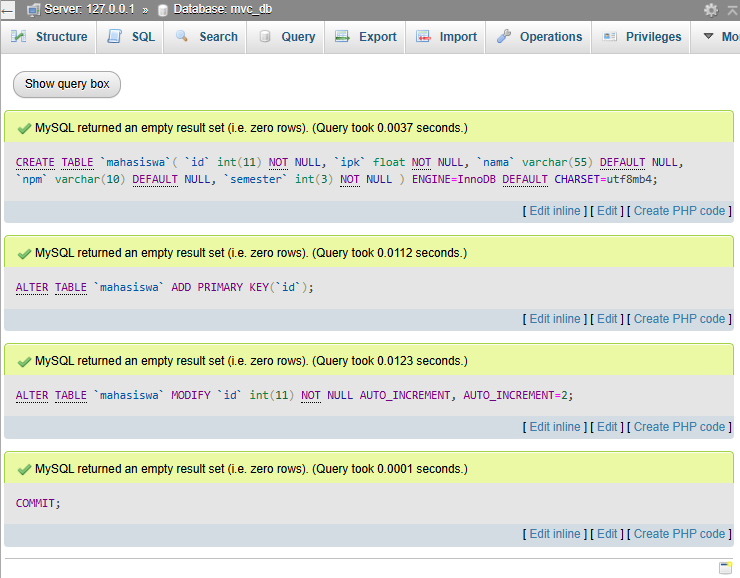 Server: 127.0.0.1 » Database: mvc_db
Structure SQL Search Query Export Import Operations Privileges
Show query box
MySQL returned an empty result set (i.e. zero rows). (Query took 0.0037 seconds.)
CREATE TABLE `mahasiswa`( `id` int(11) NOT NULL, `ipk` float NOT NULL, `nama` varchar(55) DEFAULT NULL,
`npm` varchar(10) DEFAULT NULL, `semester` int(3) NOT NULL ) ENGINE=InnoDB DEFAULT CHARSET=utf8mb4;
[ Edit inline ] [ Edit ] [ Create PHP code ]
MySQL returned an empty result set (i.e. zero rows). (Query took 0.0112 seconds.)
ALTER TABLE `mahasiswa` ADD PRIMARY KEY(`id`);
[ Edit inline ] [ Edit ] [ Create PHP code ]
MySQL returned an empty result set (i.e. zero rows). (Query took 0.0123 seconds.)
ALTER TABLE `mahasiswa` MODIFY `id` int(11) NOT NULL AUTO_INCREMENT, AUTO_INCREMENT=2;
[ Edit inline ] [ Edit ] [ Create PHP code ]
MySQL returned an empty result set (i.e. zero rows). (Query took 0.0001 seconds.)
COMMIT;
[ Edit inline ] [ Edit ] [ Create PHP code ]